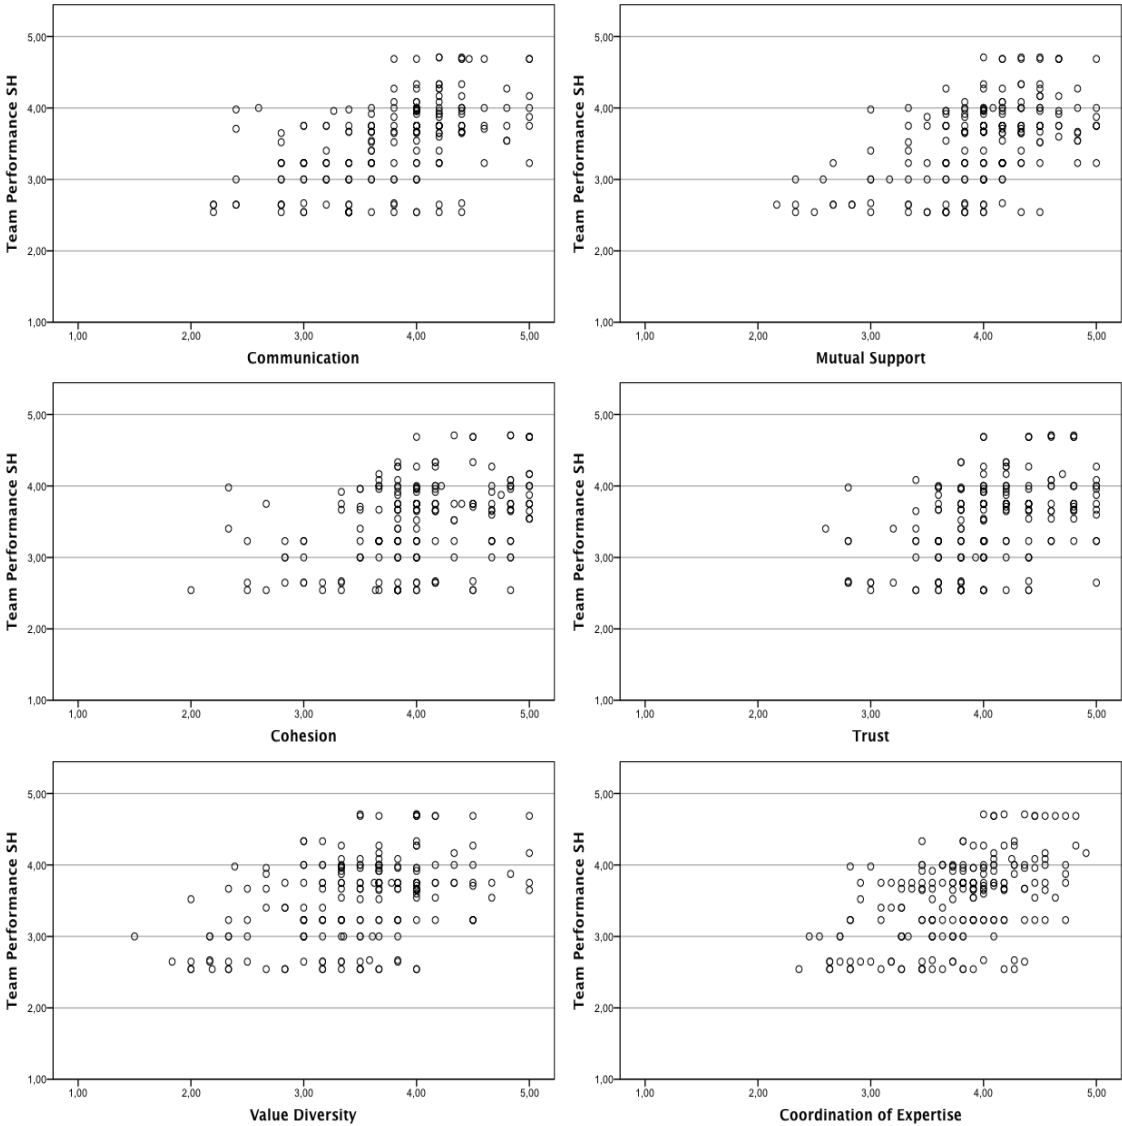 5,00
4,00
3,00
2,00
1,00
Team Performance SH
1,00 2,00 3,00 4,00 5,00
Communication
5,00
4,00
3,00
2,00
1,00
Team Performance SH
1,00 2,00 3,00 4,00 5,00
Mutual Support
5,00
4,00
3,00
2,00
1,00
Team Performance SH
1,00 2,00 3,00 4,00 5,00
Cohesion
5,00
4,00
3,00
2,00
1,00
Team Performance SH
1,00 2,00 3,00 4,00 5,00
Trust
5,00
4,00
3,00
2,00
1,00
Team Performance SH
1,00 2,00 3,00 4,00 5,00
Value Diversity
5,00
4,00
3,00
2,00
1,00
Team Performance SH
1,00 2,00 3,00 4,00 5,00
Coordination of Expertise